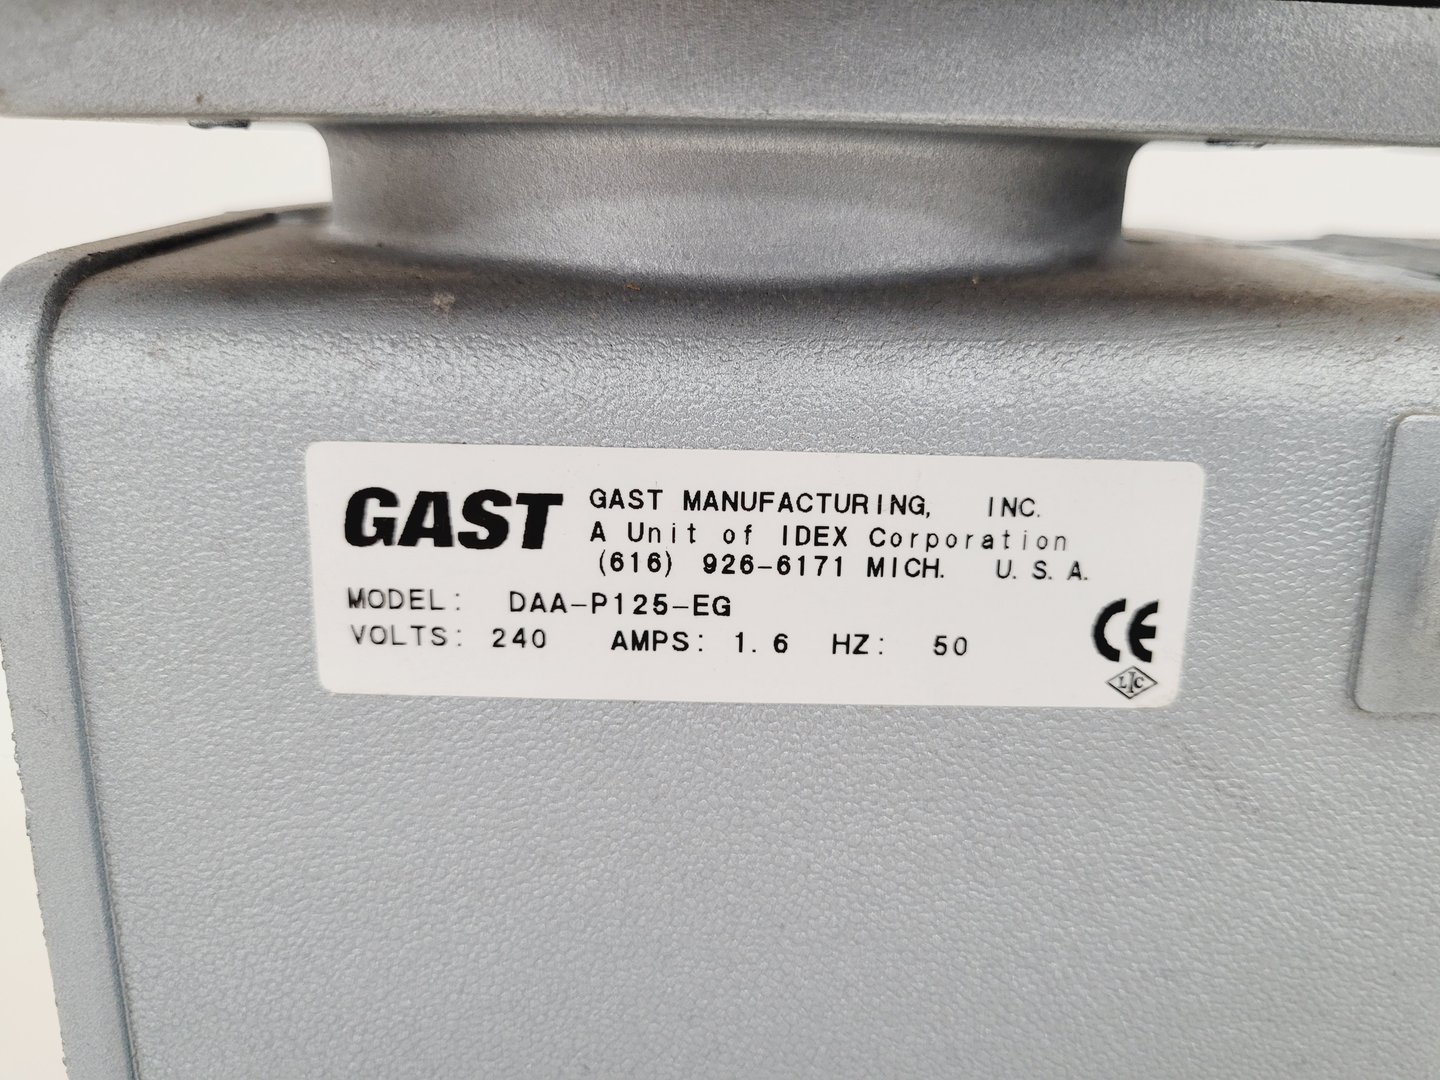 GAST
GAST MANUFACTURING, INC.
A Unit of IDEX Corporation
(616) 926-6171 MICH. U. S. A.
MODEL: DAA-P125-EG
VOLTS: 240 AMPS: 1.6 HZ: 50
CE